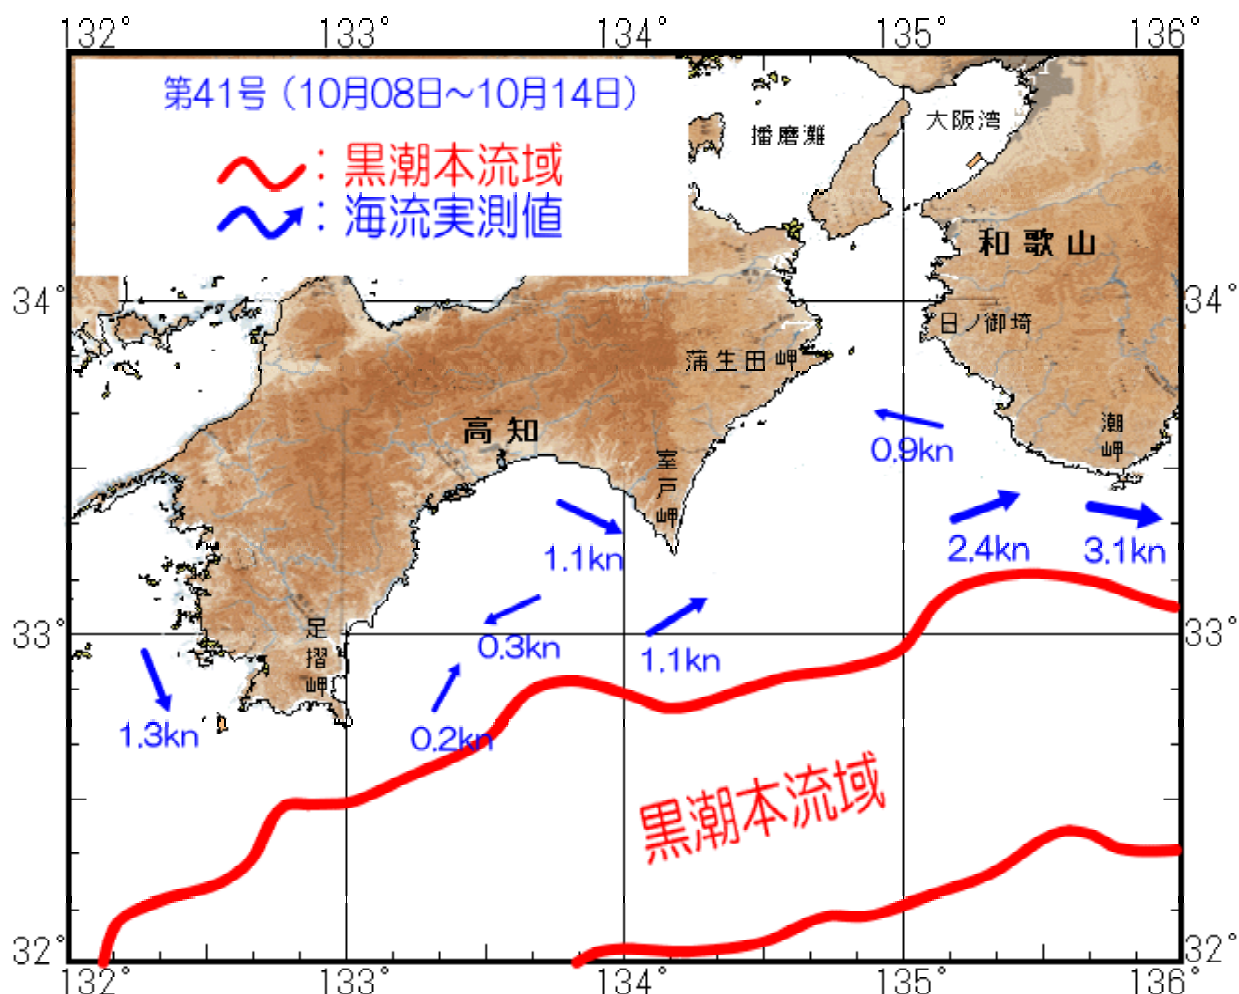 132° 133° 134° 135° 136°
第41号（10月08日～10月14日）
：黒潮本流域
：海流実測値
播磨灘
大阪湾
和歌山
34° 34°
日ノ御埼
蒲生田岬
潮岬
高知
室戸岬
0.9kn
1.1kn
2.4kn
3.1kn
33° 33°
足摺岬
0.3kn
1.1kn
1.3kn
0.2kn
黒潮本流域
32° 32°
132° 133° 134° 135° 136°